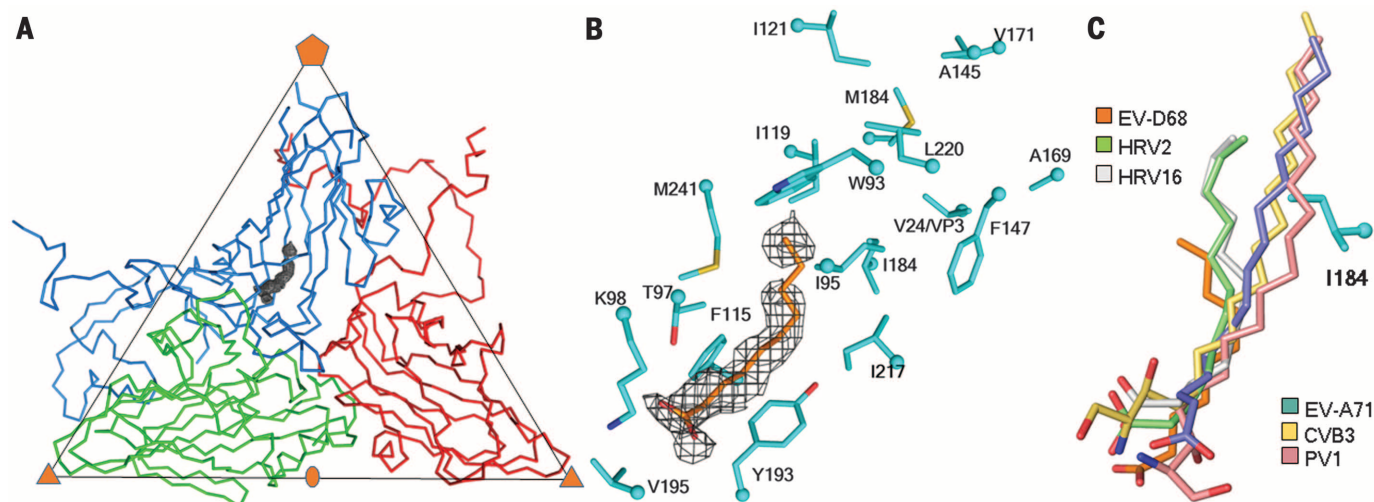 A
B
C
I121
V171
A145
M184
I119
L220
A169
W93
M241
V24/VP3
F147
I184
I95
T97
K98
F115
I217
Y193
V195
EV-D68
HRV2
HRV16
I184
EV-A71
CVB3
PV1